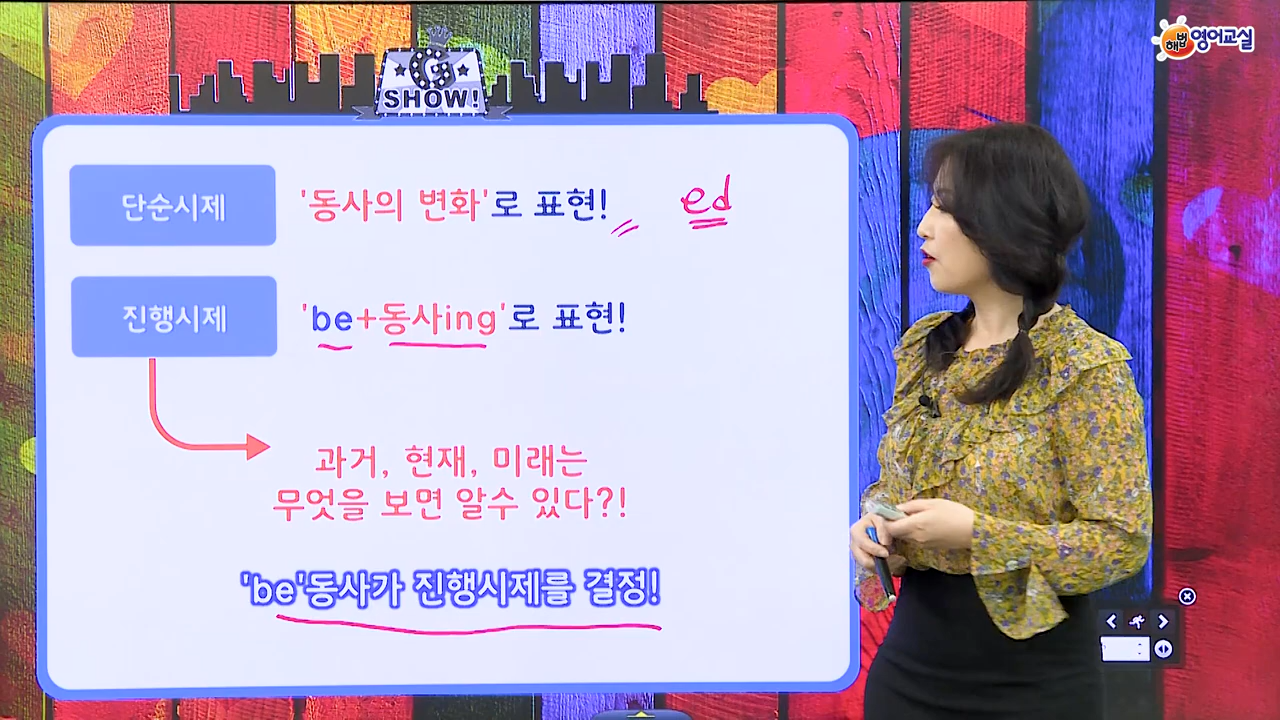 해법 영어교실
G
SHOW!
단순시제 '동사의 변화'로 표현! ed
진행시제 'be+동사ing'로 표현!
과거, 현재, 미래는
무엇을 보면 알수 있다?!
'be'동사가 진행시제를 결정!